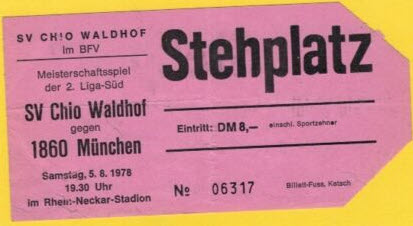 SV CHIO WALDHOF
im BFV
Meisterschaftsspiel
der 2. Liga-Süd
SV Chio Waldhof
gegen
1860 München
Samstag, 5. 8. 1978
19.30 Uhr
im Rhein-Neckar-Stadion
Stehplatz
Eintritt: DM 8,— einschl. Sportzehner
№ 06317
Billett-Fuss, Ketsch